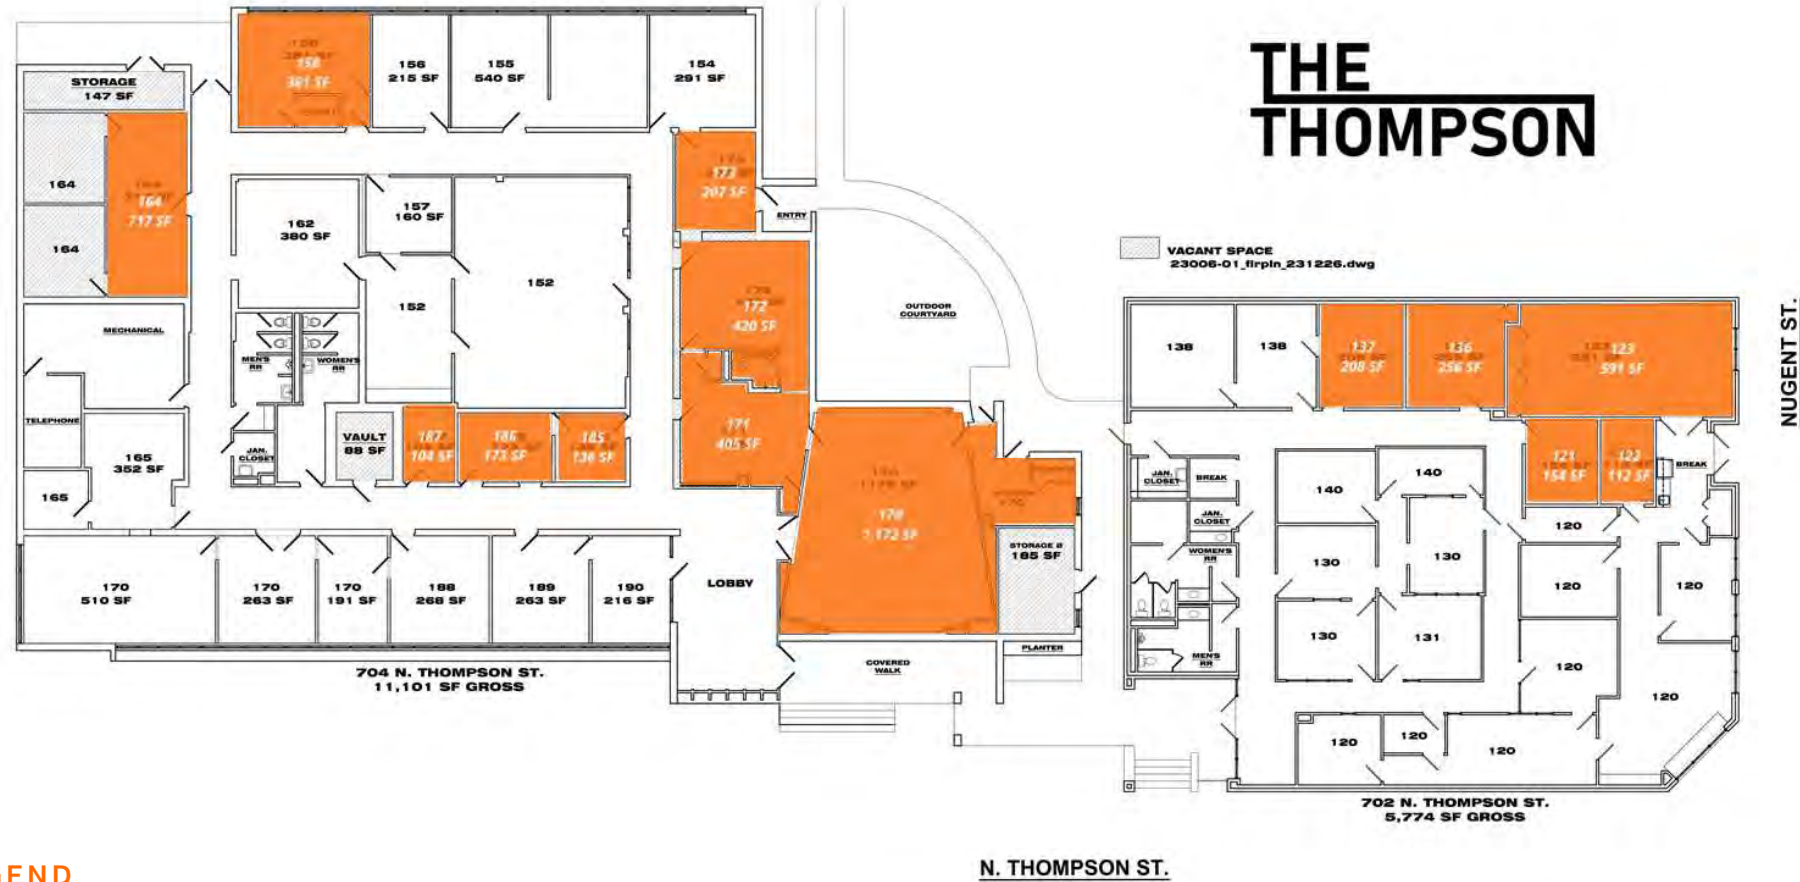 THE
THOMPSON
STORAGE
147 SF
158
381 SF
156
215 SF
155
540 SF
154
291 SF
164
164
717 SF
164
173
207 SF
ENTRY
162
380 SF
157
160 SF
152
152
172
420 SF
OUTDOOR
COURTYARD
VACANT SPACE
23006-01_flrpln_231226.dwg
NUGENT ST.
MECHANICAL
MEN'S
RR
WOMEN'S
RR
138
138
137
208 SF
136
256 SF
123
591 SF
TELEPHONE
165
352 SF
165
JAN.
CLOSET
VAULT
88 SF
187
104 SF
186
173 SF
185
136 SF
171
405 SF
170
1,172 SF
STORAGE B
185 SF
121
154 SF
122
112 SF
BREAK
JAN.
CLOSET
BREAK
JAN.
CLOSET
WOMEN'S
RR
MEN'S
RR
140
140
130
130
130
131
120
120
120
120
120
120
120
120
170
510 SF
170
263 SF
170
191 SF
188
268 SF
189
263 SF
190
216 SF
LOBBY
COVERED
WALK
PLANTER
704 N. THOMPSON ST.
11,101 SF GROSS
702 N. THOMPSON ST.
5,774 SF GROSS
N. THOMPSON ST.
GEND